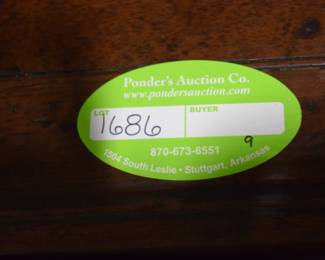 Ponder's Auction Co.
www.pondersauction.com
LOT BUYER
1686
9
870-673-6551
1504 South Leslie • Stuttgart, Arkansas